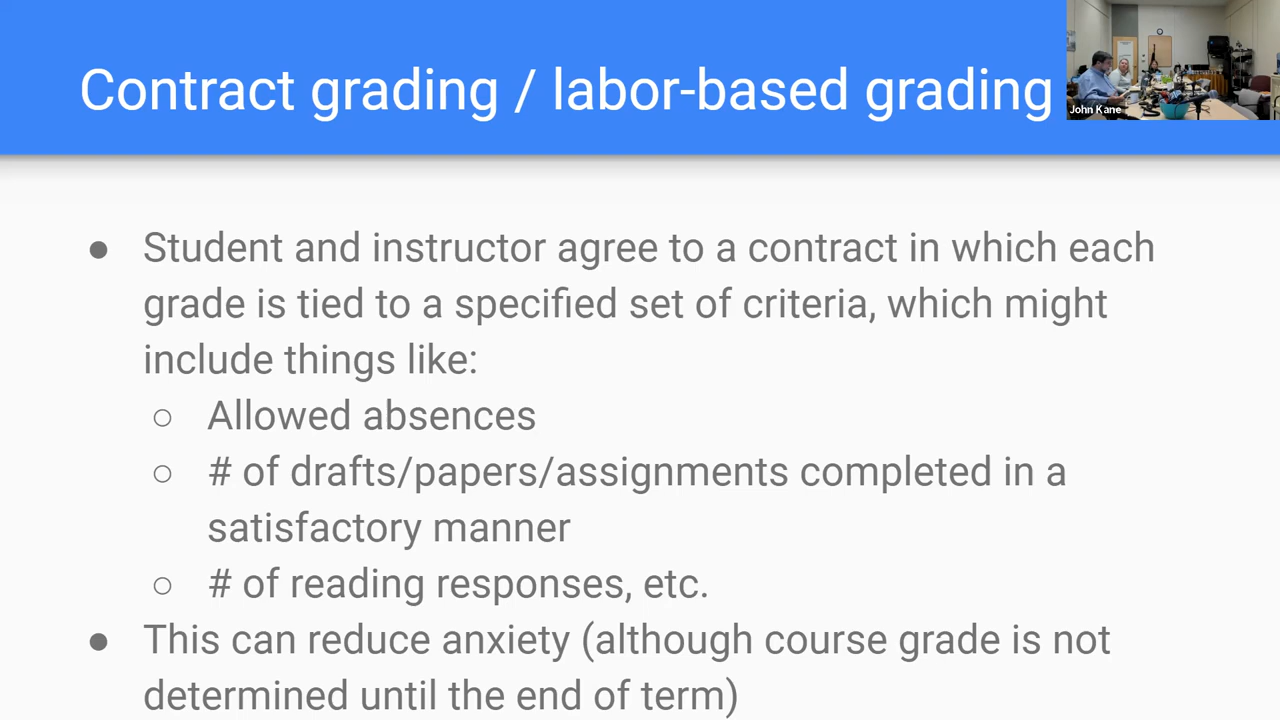 Contract grading / labor-based grading
John Kane
● Student and instructor agree to a contract in which each
grade is tied to a specified set of criteria, which might
include things like:
○ Allowed absences
○ # of drafts/papers/assignments completed in a
satisfactory manner
○ # of reading responses, etc.
● This can reduce anxiety (although course grade is not
determined until the end of term)